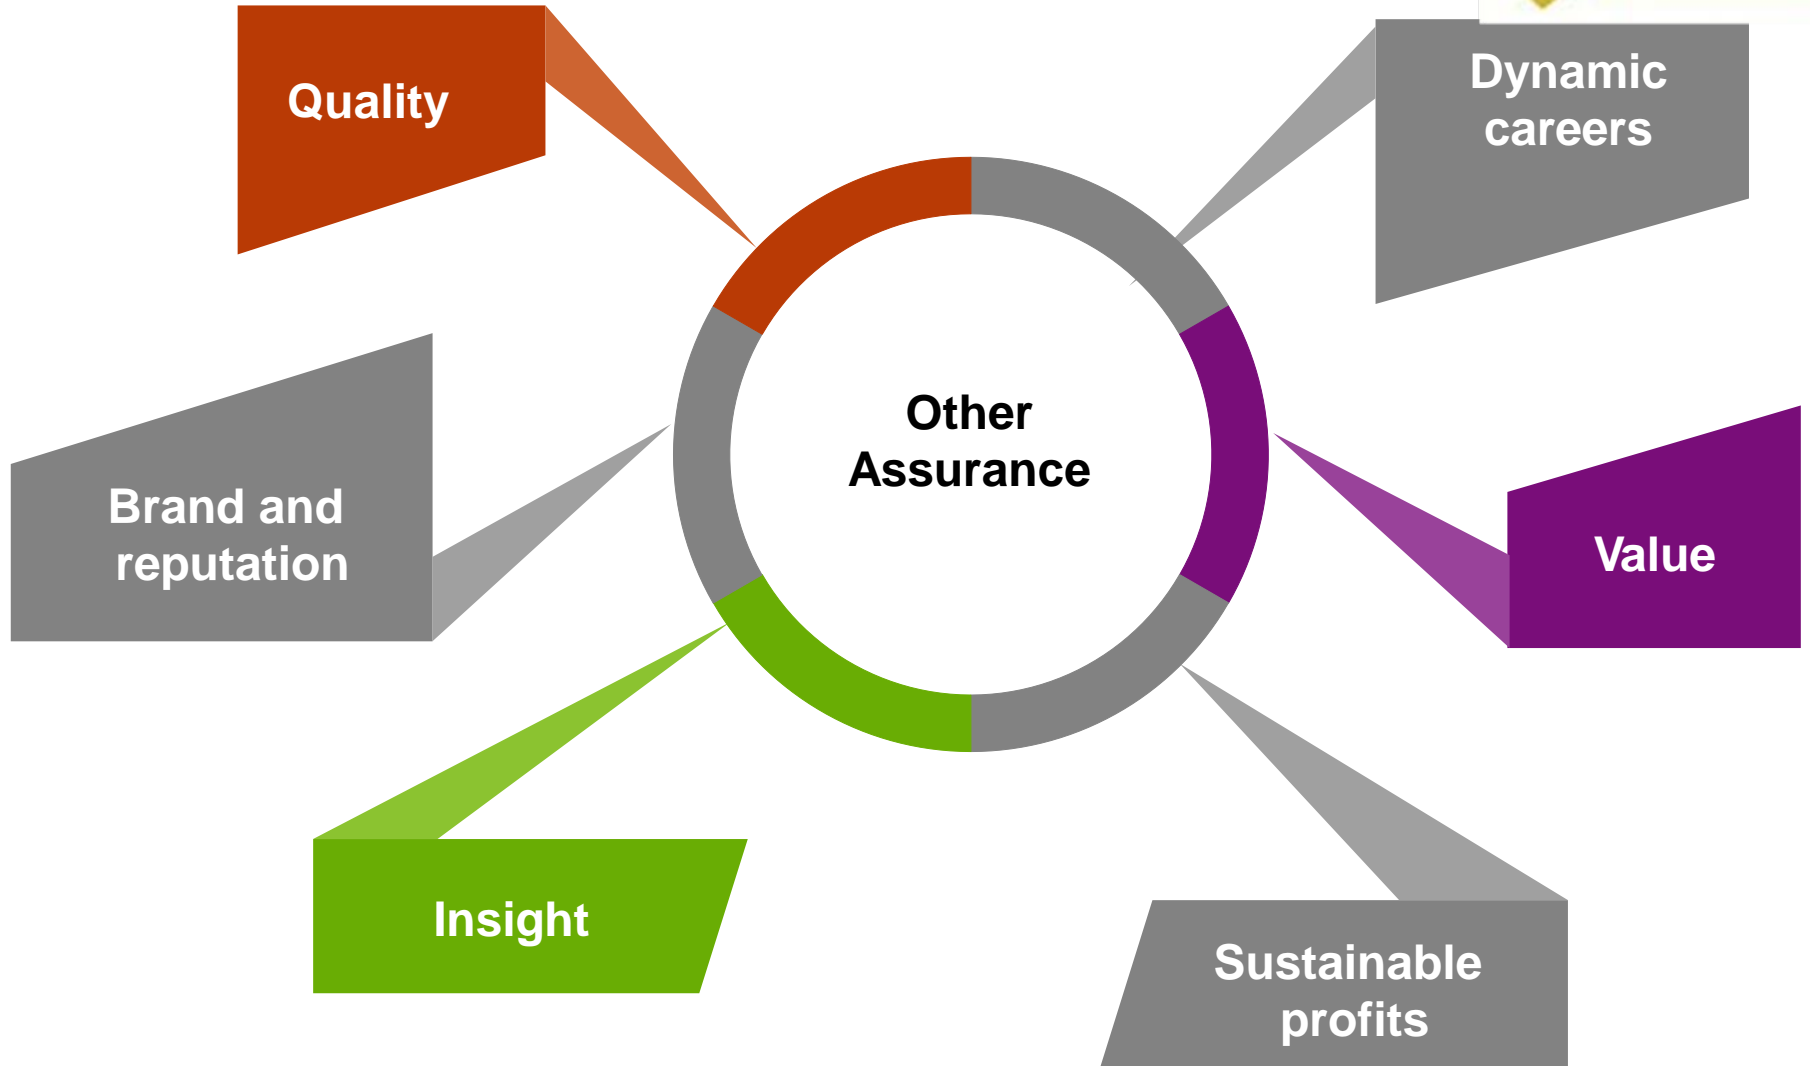 Quality
Dynamic
careers
Other
Assurance
Brand and
reputation
Value
Insight
Sustainable
profits